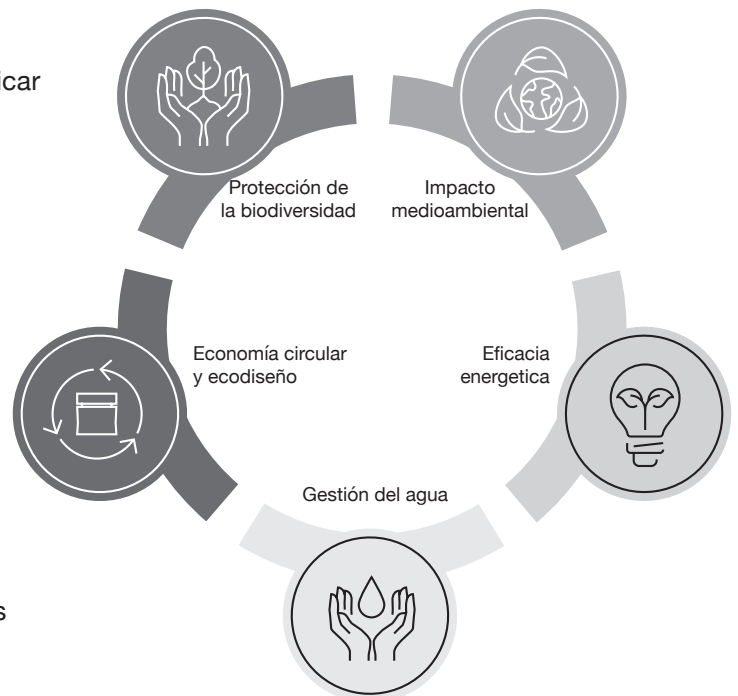 icar
Protección de
la biodiversidad
Impacto
medioambiental
Economía circular
y ecodiseño
Eficacia
energetica
Gestión del agua
s